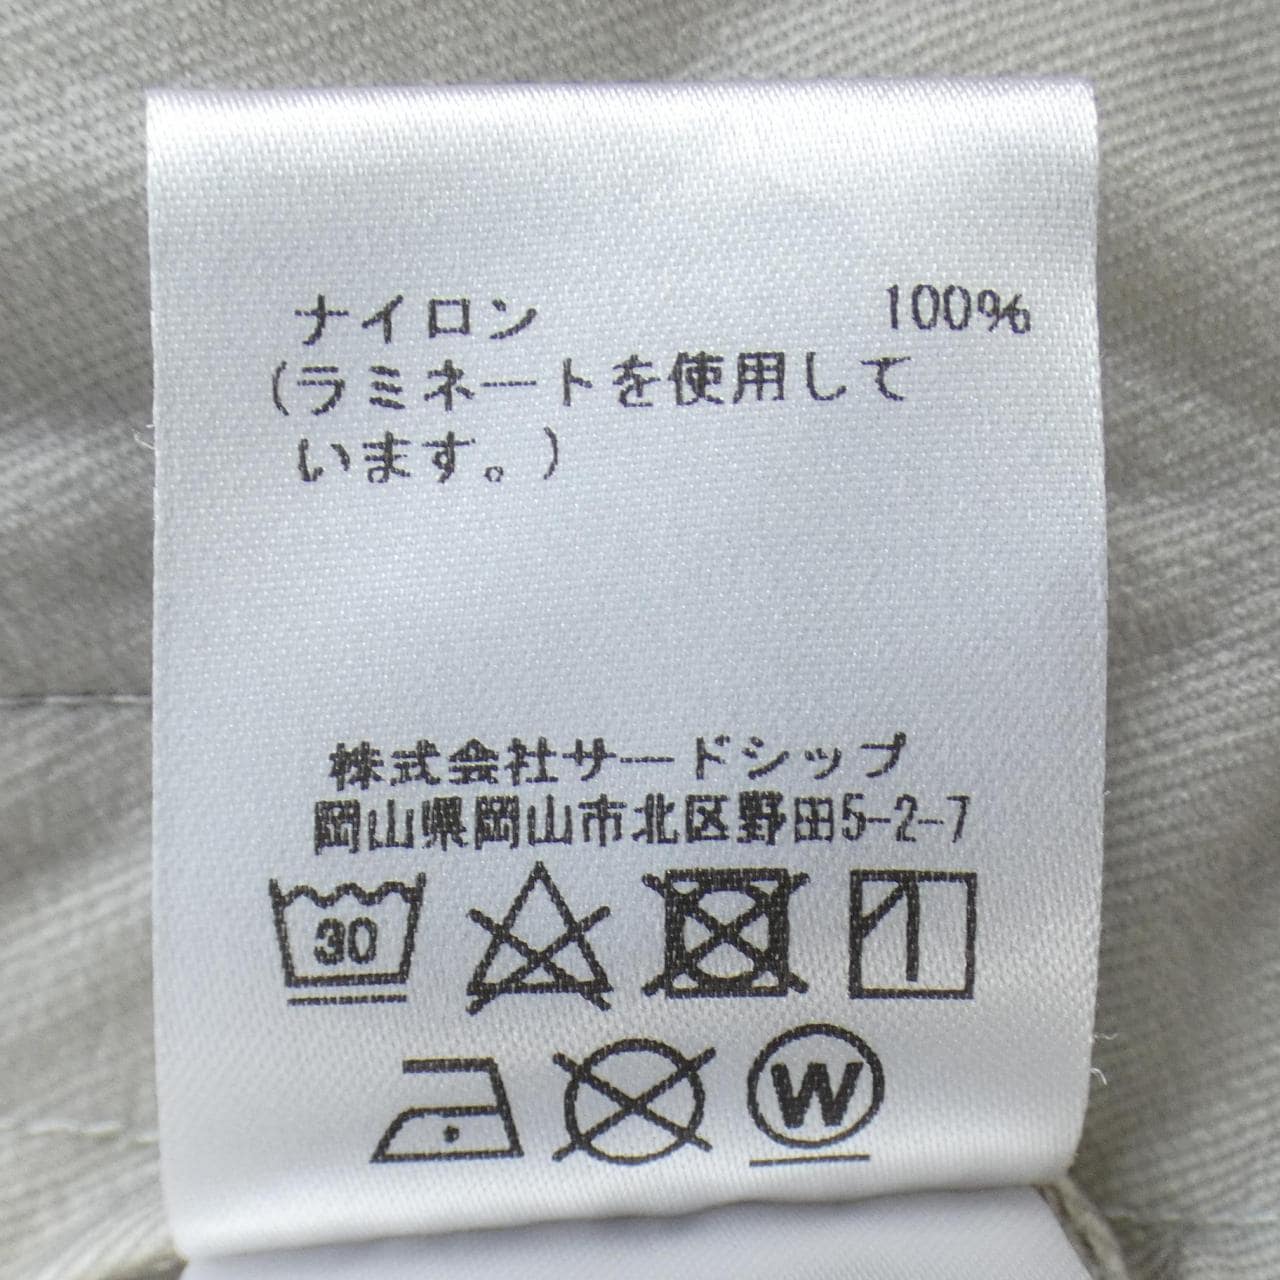 ナイロン 100%
(ラミネートを使用して
います。)
株式会社サードシップ
岡山県岡山市北区野田5-2-7
30
W